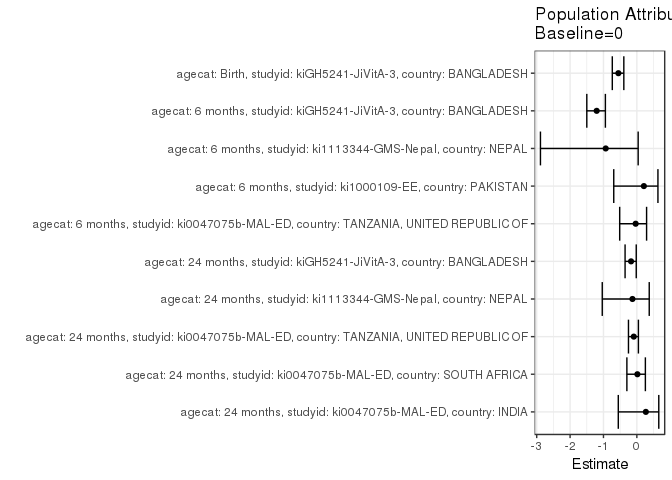 Population Attribu
Baseline=0
agecat: Birth, studyid: kiGH5241-JiVitA-3, country: BANGLADESH
agecat: 6 months, studyid: kiGH5241-JiVitA-3, country: BANGLADESH
agecat: 6 months, studyid: ki1113344-GMS-Nepal, country: NEPAL
agecat: 6 months, studyid: ki1000109-EE, country: PAKISTAN
agecat: 6 months, studyid: ki0047075b-MAL-ED, country: TANZANIA, UNITED REPUBLIC OF
agecat: 24 months, studyid: kiGH5241-JiVitA-3, country: BANGLADESH
agecat: 24 months, studyid: ki1113344-GMS-Nepal, country: NEPAL
agecat: 24 months, studyid: ki0047075b-MAL-ED, country: TANZANIA, UNITED REPUBLIC OF
agecat: 24 months, studyid: ki0047075b-MAL-ED, country: SOUTH AFRICA
agecat: 24 months, studyid: ki0047075b-MAL-ED, country: INDIA
-3 -2 -1 0
Estimate